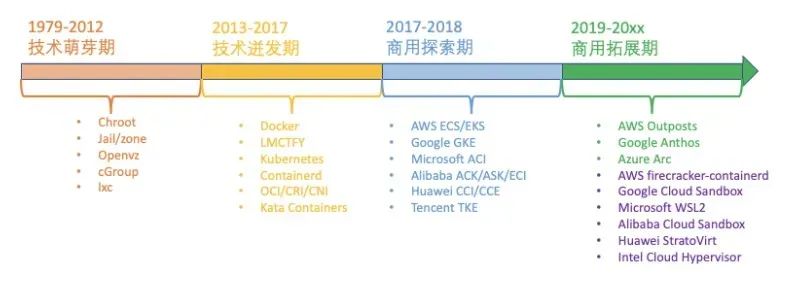 1979-2012
技术萌芽期
2013-2017
技术迸发期
2017-2018
商用探索期
2019-20xx
商用拓展期
Chroot
Jail/zone
Openvz
cGroup
lxc
Docker
LMCTFY
Kubernetes
Containerd
OCI/CRI/CNI
Kata Containers
AWS ECS/EKS
Google GKE
Microsoft ACI
Alibaba ACK/ASK/ECI
Huawei CCI/CCE
Tencent TKE
AWS Outposts
Google Anthos
Azure Arc
AWS firecracker-containerd
Google Cloud Sandbox
Microsoft WSL2
Alibaba Cloud Sandbox
Huawei StratoVirt
Intel Cloud Hypervisor